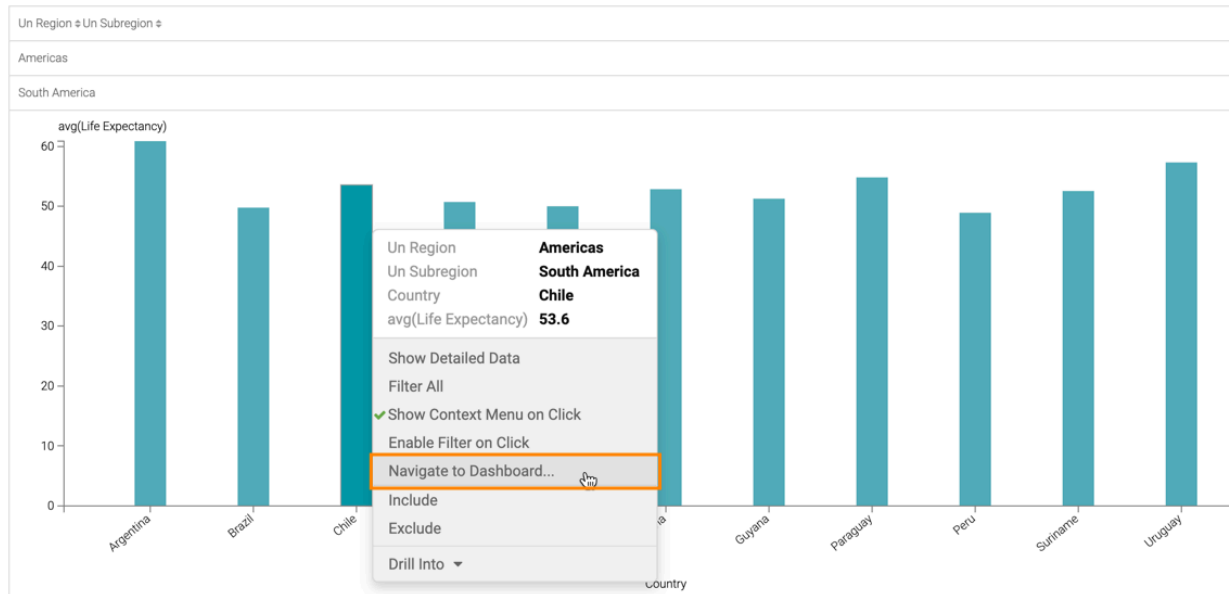 Un Region Un Subregion
Americas
South America
avg(Life Expectancy)
60
50
40
30
20
10
0
Un Region Americas
Un Subregion South America
Country Chile
avg(Life Expectancy) 53.6
Show Detailed Data
Filter All
Show Context Menu on Click
Enable Filter on Click
Navigate to Dashboard...
Include
Exclude
Drill Into
Argentina Brazil Chile Guyana Paraguay Peru Suriname Uruguay
Country